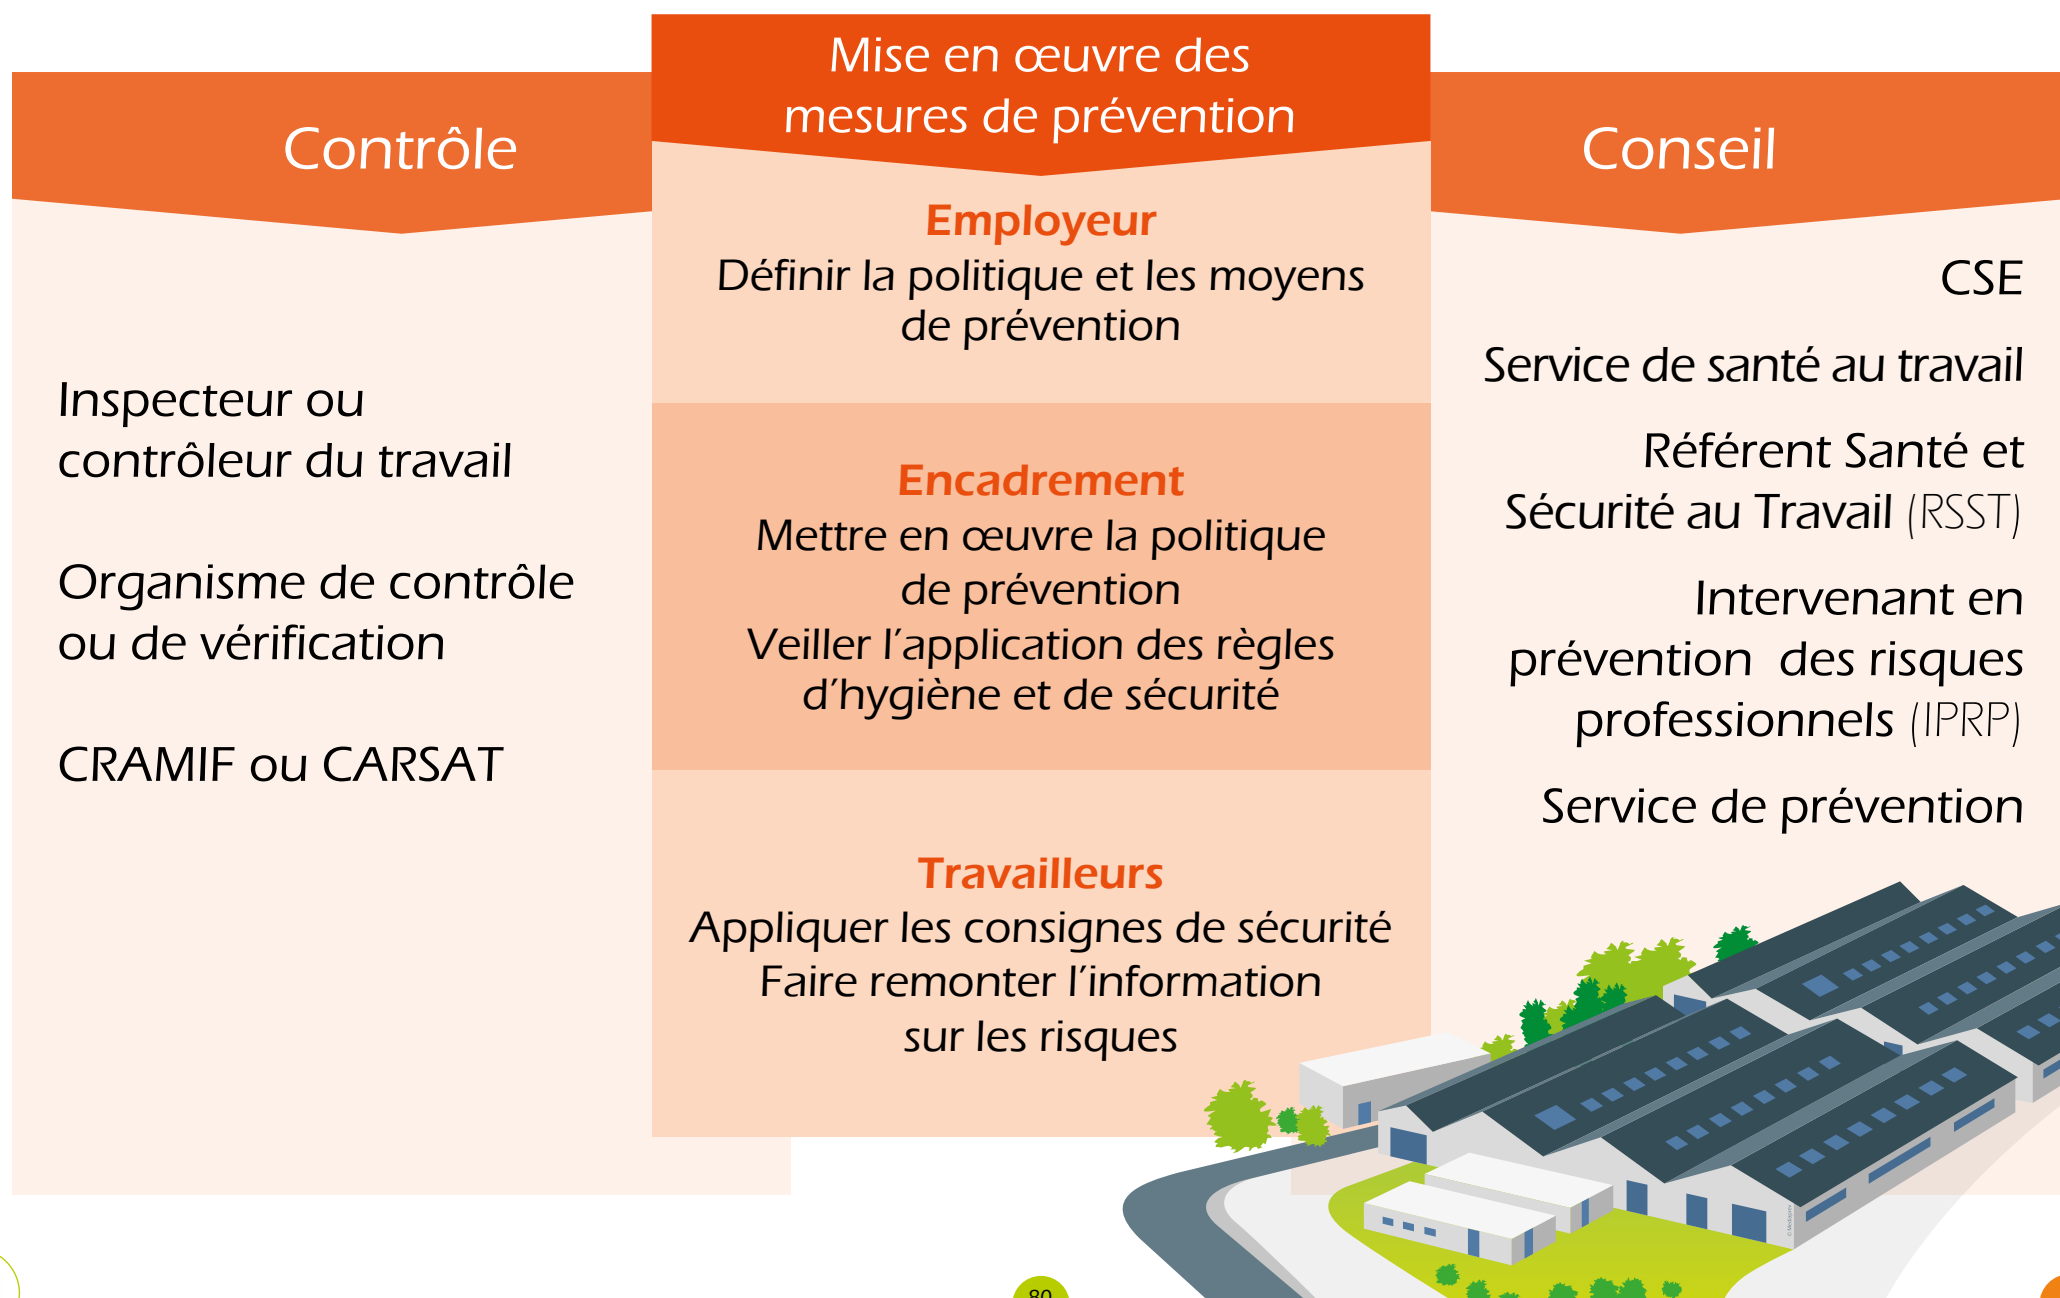 Contrôle
Inspecteur ou
contrôleur du travail
Organisme de contrôle
ou de vérification
CRAMIF ou CARSAT
Mise en œuvre des
mesures de prévention
Employeur
Définir la politique et les moyens
de prévention
Encadrement
Mettre en œuvre la politique
de prévention
Veiller l’application des règles
d’hygiène et de sécurité
Travailleurs
Appliquer les consignes de sécurité
Faire remonter l’information
sur les risques
Conseil
CSE
Service de santé au travail
Référent Santé et
Sécurité au Travail (RSST)
Intervenant en
prévention des risques
professionnels (IPRP)
Service de prévention
80